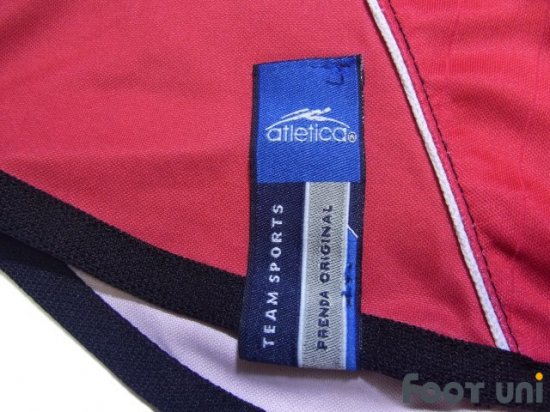 atletica®
TEAM SPORTS
PRENDA ORIGINAL
FOOT UNI